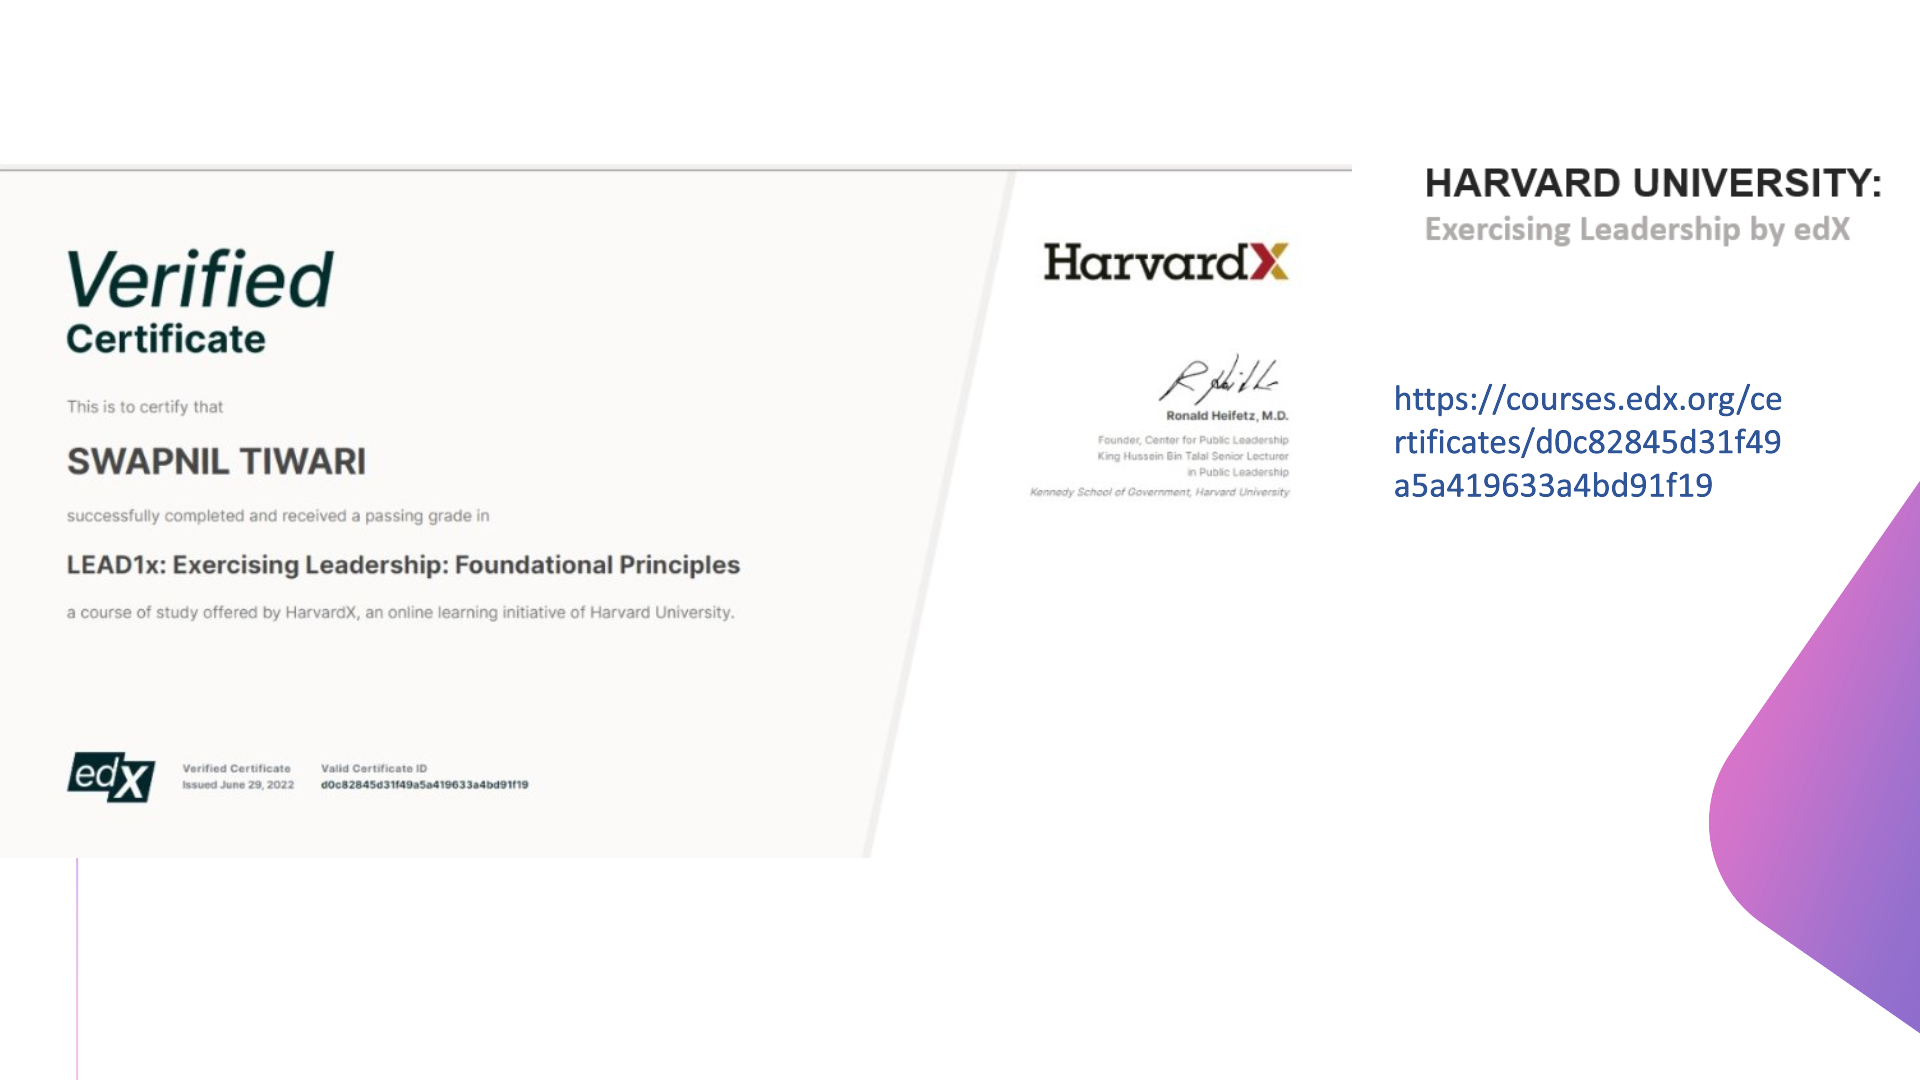 Verified
Certificate
This is to certify that
SWAPNIL TIWARI
successfully completed and received a passing grade in
LEAD1x: Exercising Leadership: Foundational Principles
a course of study offered by HarvardX, an online learning initiative of Harvard University.
edX
Verified Certificate
Issued June 29, 2022
Valid Certificate ID
d0c82845d31f49a5a419633a4bd91f19
HarvardX
Ronald Heifetz, M.D.
Founder, Center for Public Leadership
King Hussein Bin Talal Senior Lecturer
in Public Leadership
Kennedy School of Government, Harvard University
HARVARD UNIVERSITY:
Exercising Leadership by edX
https://courses.edx.org/ce
rtificates/d0c82845d31f49
a5a419633a4bd91f19